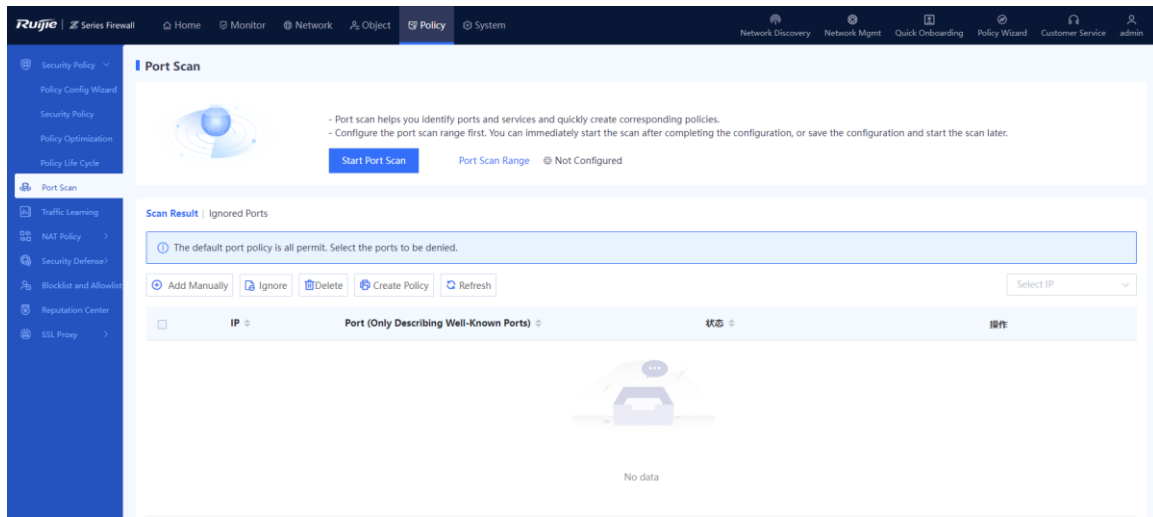 Ruijie | Z Series Firewall Home Monitor Network Object Policy System Network Discovery Network Mgmt Quick Onboarding Policy Wizard Customer Service admin
Security Policy
Policy Config Wizard
Security Policy
Policy Optimization
Policy Life Cycle
Port Scan
Traffic Learning
NAT Policy
Security Defense
Blocklist and Allowlist
Reputation Center
SSL Proxy
Port Scan
- Port scan helps you identify ports and services and quickly create corresponding policies.
- Configure the port scan range first. You can immediately start the scan after completing the configuration, or save the configuration and start the scan later.
Start Port Scan Port Scan Range Not Configured
Scan Result | Ignored Ports
The default port policy is all permit. Select the ports to be denied.
Add Manually Ignore Delete Create Policy Refresh Select IP
IP Port (Only Describing Well-Known Ports) 状态 操作
No data